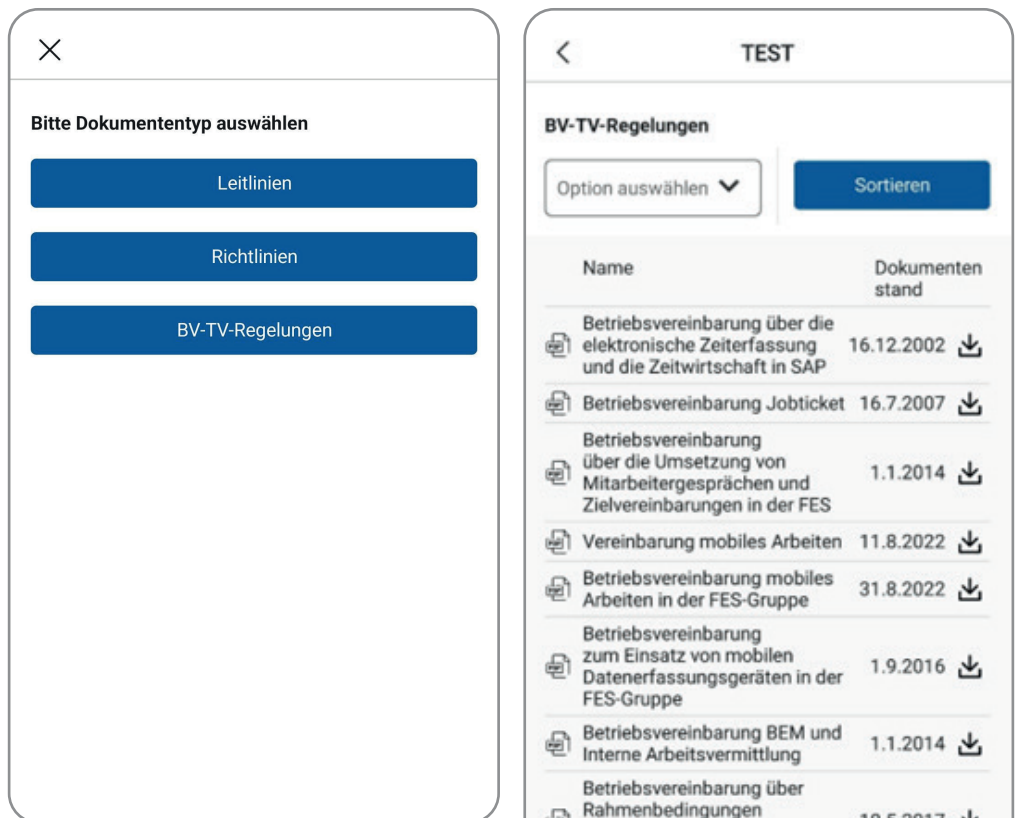 Bitte Dokumententyp auswählen
Leitlinien
Richtlinien
BV-TV-Regelungen
TEST
BV-TV-Regelungen
Option auswählen
Sortieren
Name
Dokumenten
stand
Betriebsvereinbarung über die
elektronische Zeiterfassung
und die Zeitwirtschaft in SAP
16.12.2002
Betriebsvereinbarung Jobticket
16.7.2007
Betriebsvereinbarung
über die Umsetzung von
Mitarbeitergesprächen und
Zielvereinbarungen in der FES
1.1.2014
Vereinbarung mobiles Arbeiten
11.8.2022
Betriebsvereinbarung mobiles
Arbeiten in der FES-Gruppe
31.8.2022
Betriebsvereinbarung
zum Einsatz von mobilen
Datenerfassungsgeräten in der
FES-Gruppe
1.9.2016
Betriebsvereinbarung BEM und
Interne Arbeitsvermittlung
1.1.2014
Betriebsvereinbarung über
Rahmenbedingungen